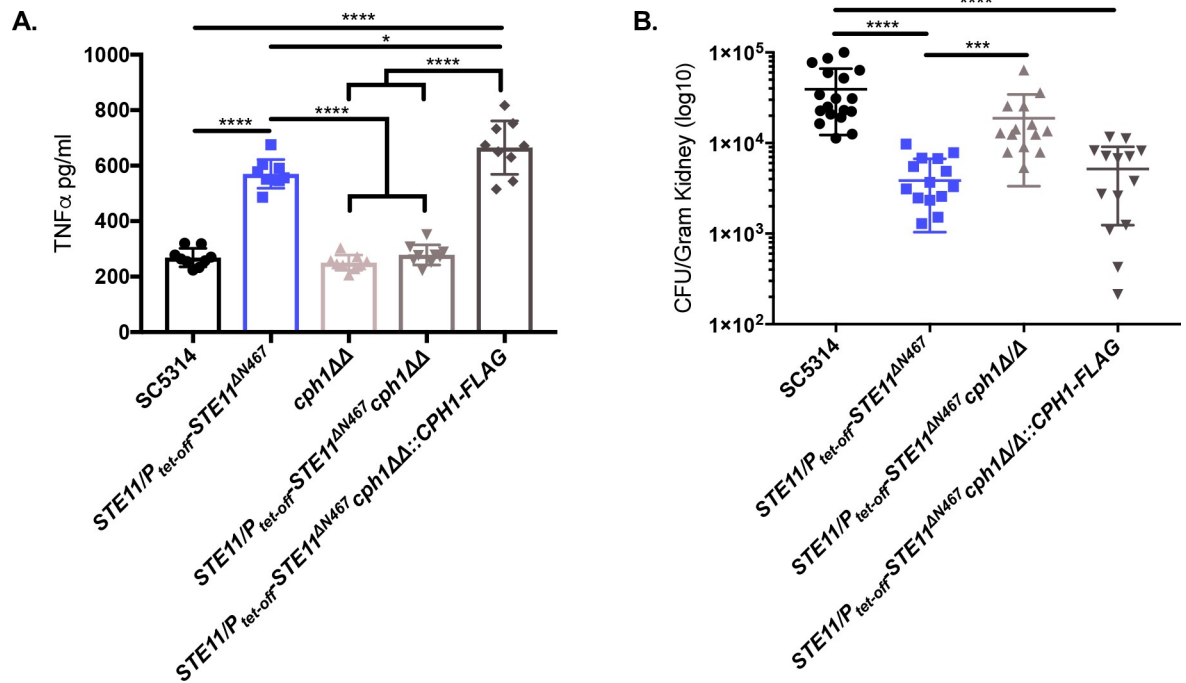 A.
****
*
****
****
****
TNFα pg/ml
1000
800
600
400
200
0
SC5314
STE11/P tet-off-STE11ΔN467
cph1ΔΔ
STE11/P tet-off-STE11ΔN467 cph1ΔΔ
STE11/P tet-off-STE11ΔN467 cph1ΔΔ::CPH1-FLAG
B.
****
****
***
CFU/Gram Kidney (log10)
1×10⁵
1×10⁴
1×10³
1×10²
SC5314
STE11/P tet-off-STE11ΔN467
STE11/P tet-off-STE11ΔN467 cph1Δ/Δ
STE11/P tet-off-STE11ΔN467 cph1Δ/Δ::CPH1-FLAG